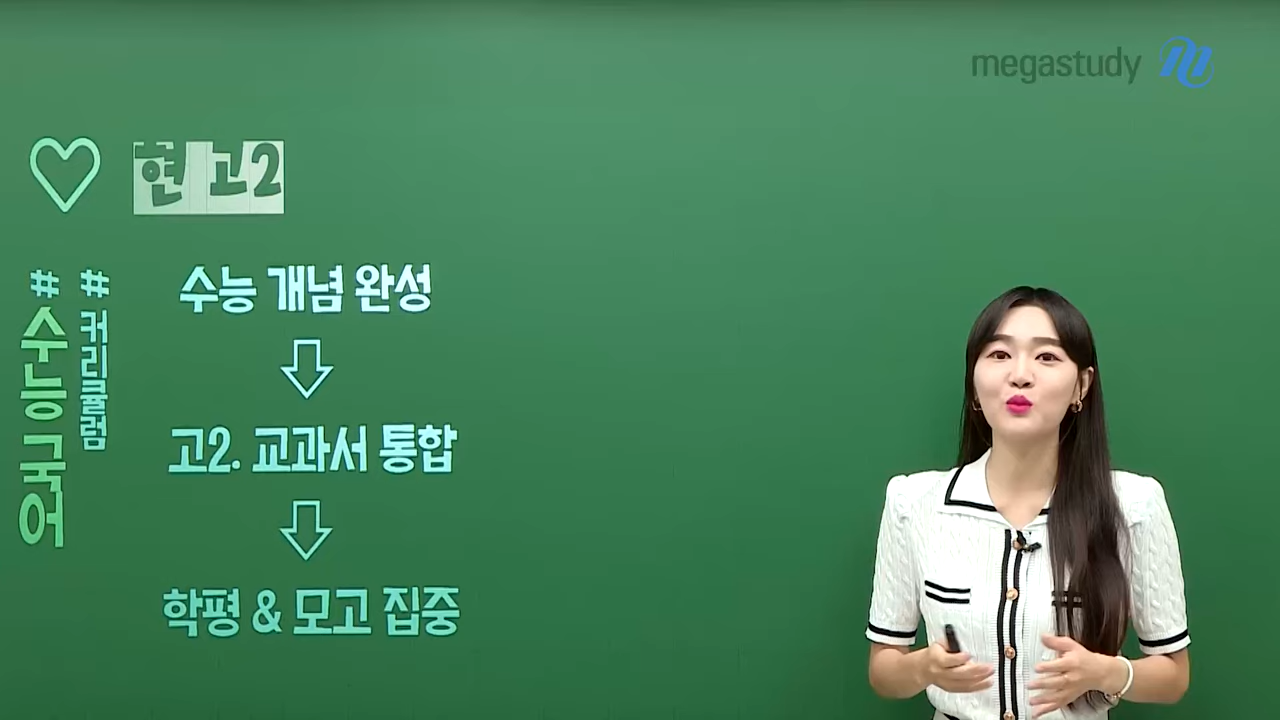 megastudy
현 고2
#수능국어
#커리큘럼
수능 개념 완성
고2. 교과서 통합
학평 & 모고 집중